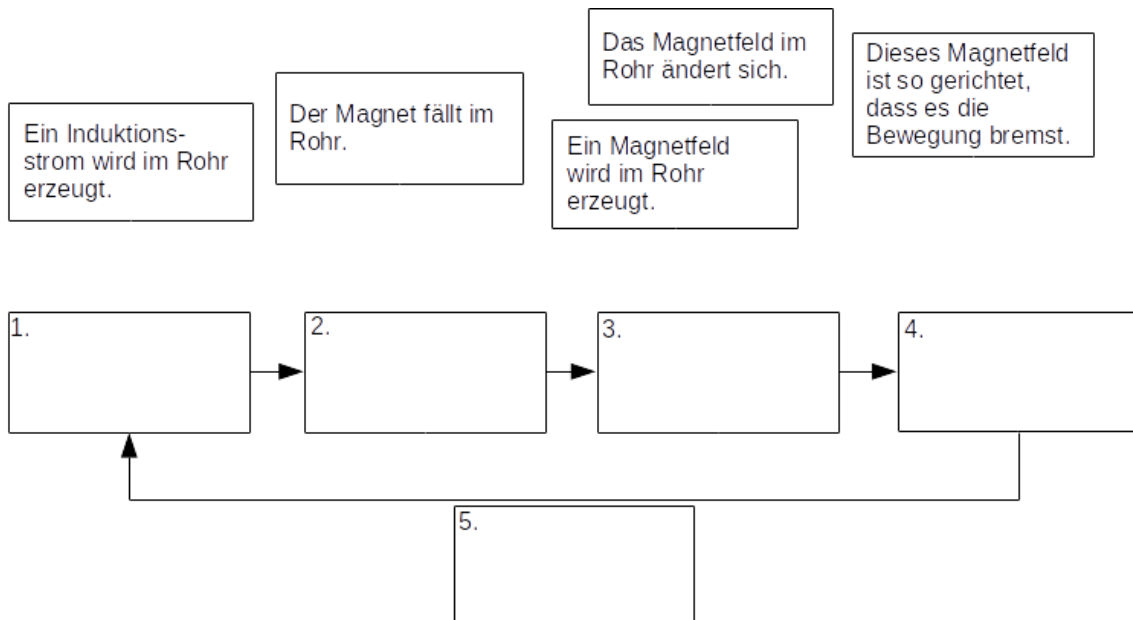 Ein Induktions-
strom wird im Rohr
erzeugt.
Der Magnet fällt im
Rohr.
Das Magnetfeld im
Rohr ändert sich.
Ein Magnetfeld
wird im Rohr
erzeugt.
Dieses Magnetfeld
ist so gerichtet,
dass es die
Bewegung bremst.
1.
2.
3.
4.
5.